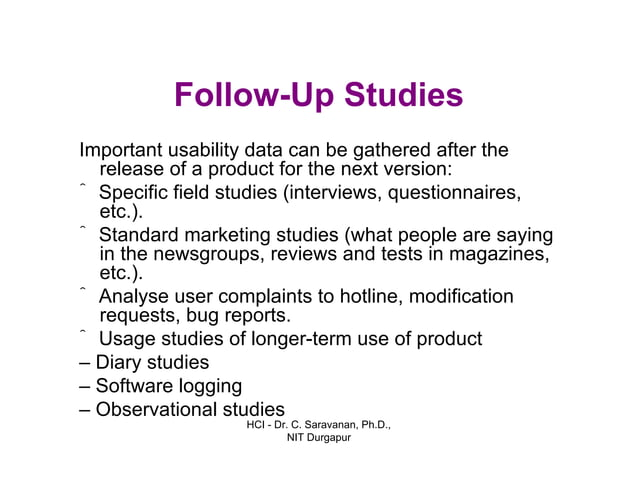 Follow-Up Studies
Important usability data can be gathered after the
release of a product for the next version:
ˆ Specific field studies (interviews, questionnaires,
etc.).
ˆ Standard marketing studies (what people are saying
in the newsgroups, reviews and tests in magazines,
etc.).
ˆ Analyse user complaints to hotline, modification
requests, bug reports.
ˆ Usage studies of longer-term use of product
– Diary studies
– Software logging
– Observational studies
HCI - Dr. C. Saravanan, Ph.D.,
NIT Durgapur